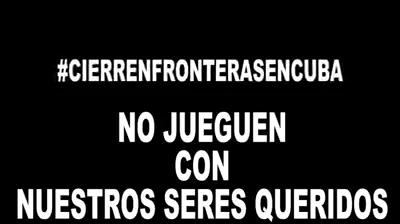 #CIERRENFRONTERASENCUBA
NO JUEGUEN
CON
NUESTROS SERES QUERIDOS